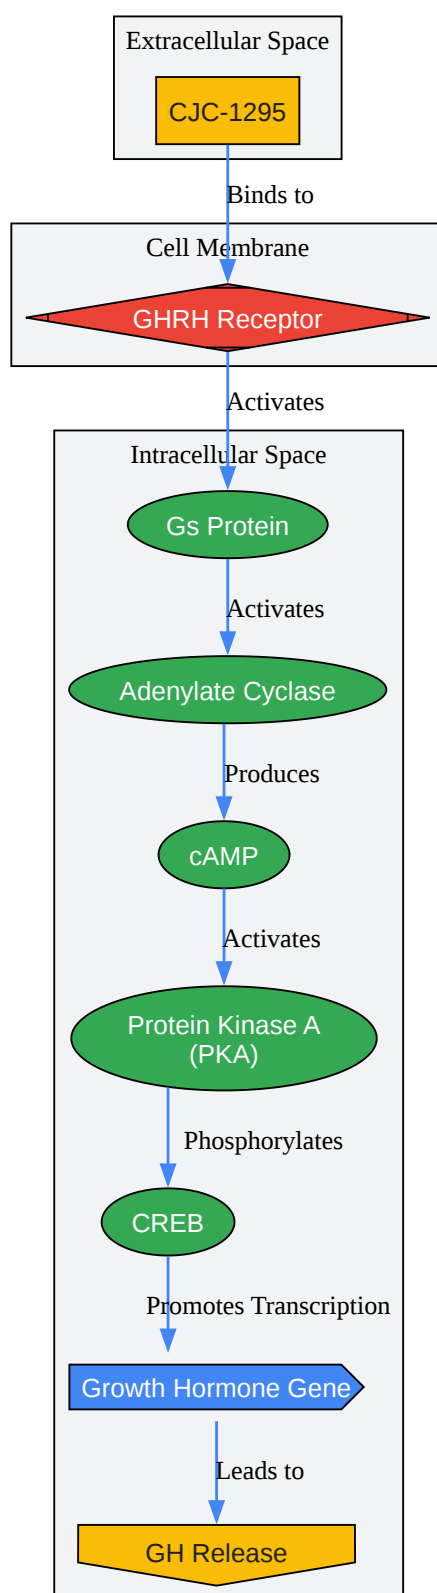 Extracellular Space
CJC-1295
Binds to
Cell Membrane
GHRH Receptor
Activates
Intracellular Space
Gs Protein
Activates
Adenylate Cyclase
Produces
cAMP
Activates
Protein Kinase A
(PKA)
Phosphorylates
CREB
Promotes Transcription
Growth Hormone Gene
Leads to
GH Release